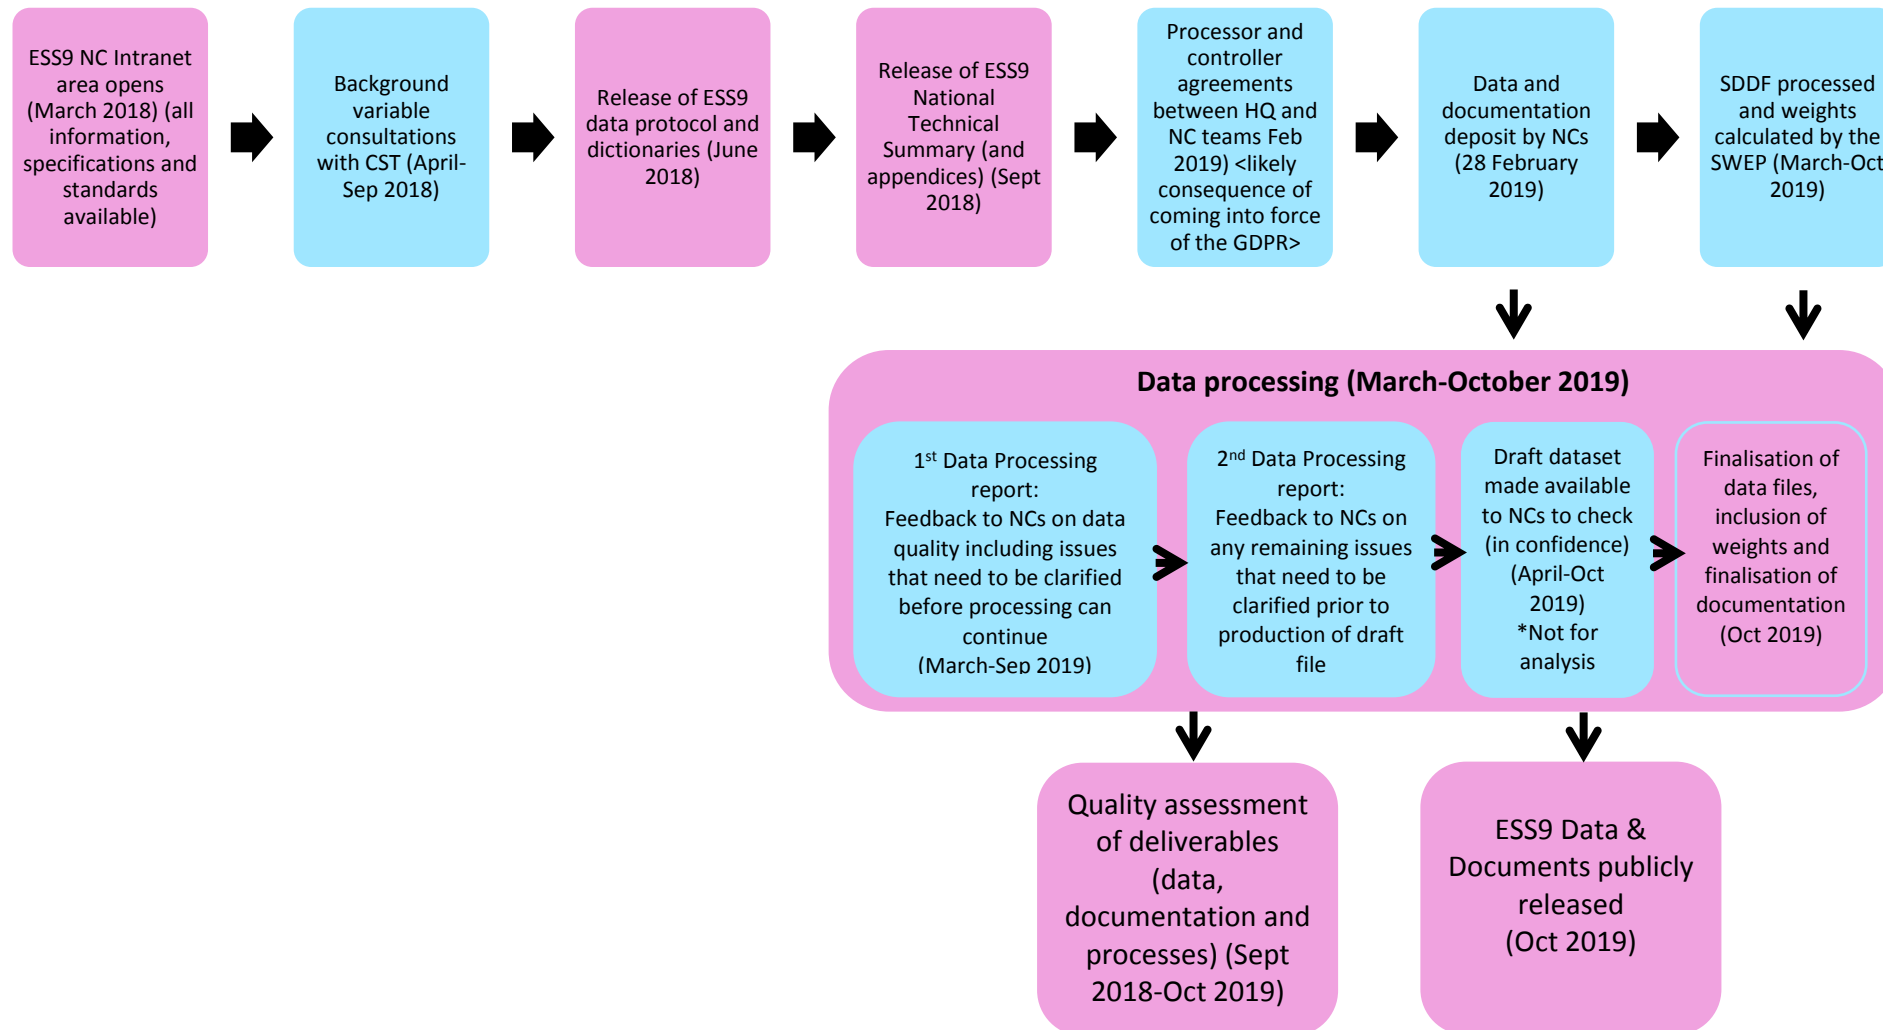 ESS9 NC Intranet
area opens
(March 2018) (all
information,
specifications and
standards
available)
Background
variable
consultations
with CST (April-
Sep 2018)
Release of ESS9
data protocol and
dictionaries (June
2018)
Release of ESS9
National
Technical
Summary (and
appendices) (Sept
2018)
Processor and
controller
agreements
between HQ and
NC teams Feb
2019) <likely
consequence of
coming into force
of the GDPR>
Data and
documentation
deposit by NCs
(28 February
2019)
SDDF processed
and weights
calculated by the
SWEP (March-Oct
2019)
Data processing (March-October 2019)
1st Data Processing
report:
Feedback to NCs on data
quality including issues
that need to be clarified
before processing can
continue
(March-Sep 2019)
2nd Data Processing
report:
Feedback to NCs on
any remaining issues
that need to be
clarified prior to
production of draft
file
Draft dataset
made available
to NCs to check
(in confidence)
(April-Oct
2019)
*Not for
analysis
Finalisation of
data files,
inclusion of
weights and
finalisation of
documentation
(Oct 2019)
Quality assessment
of deliverables
(data,
documentation and
processes) (Sept
2018-Oct 2019)
ESS9 Data &
Documents publicly
released
(Oct 2019)